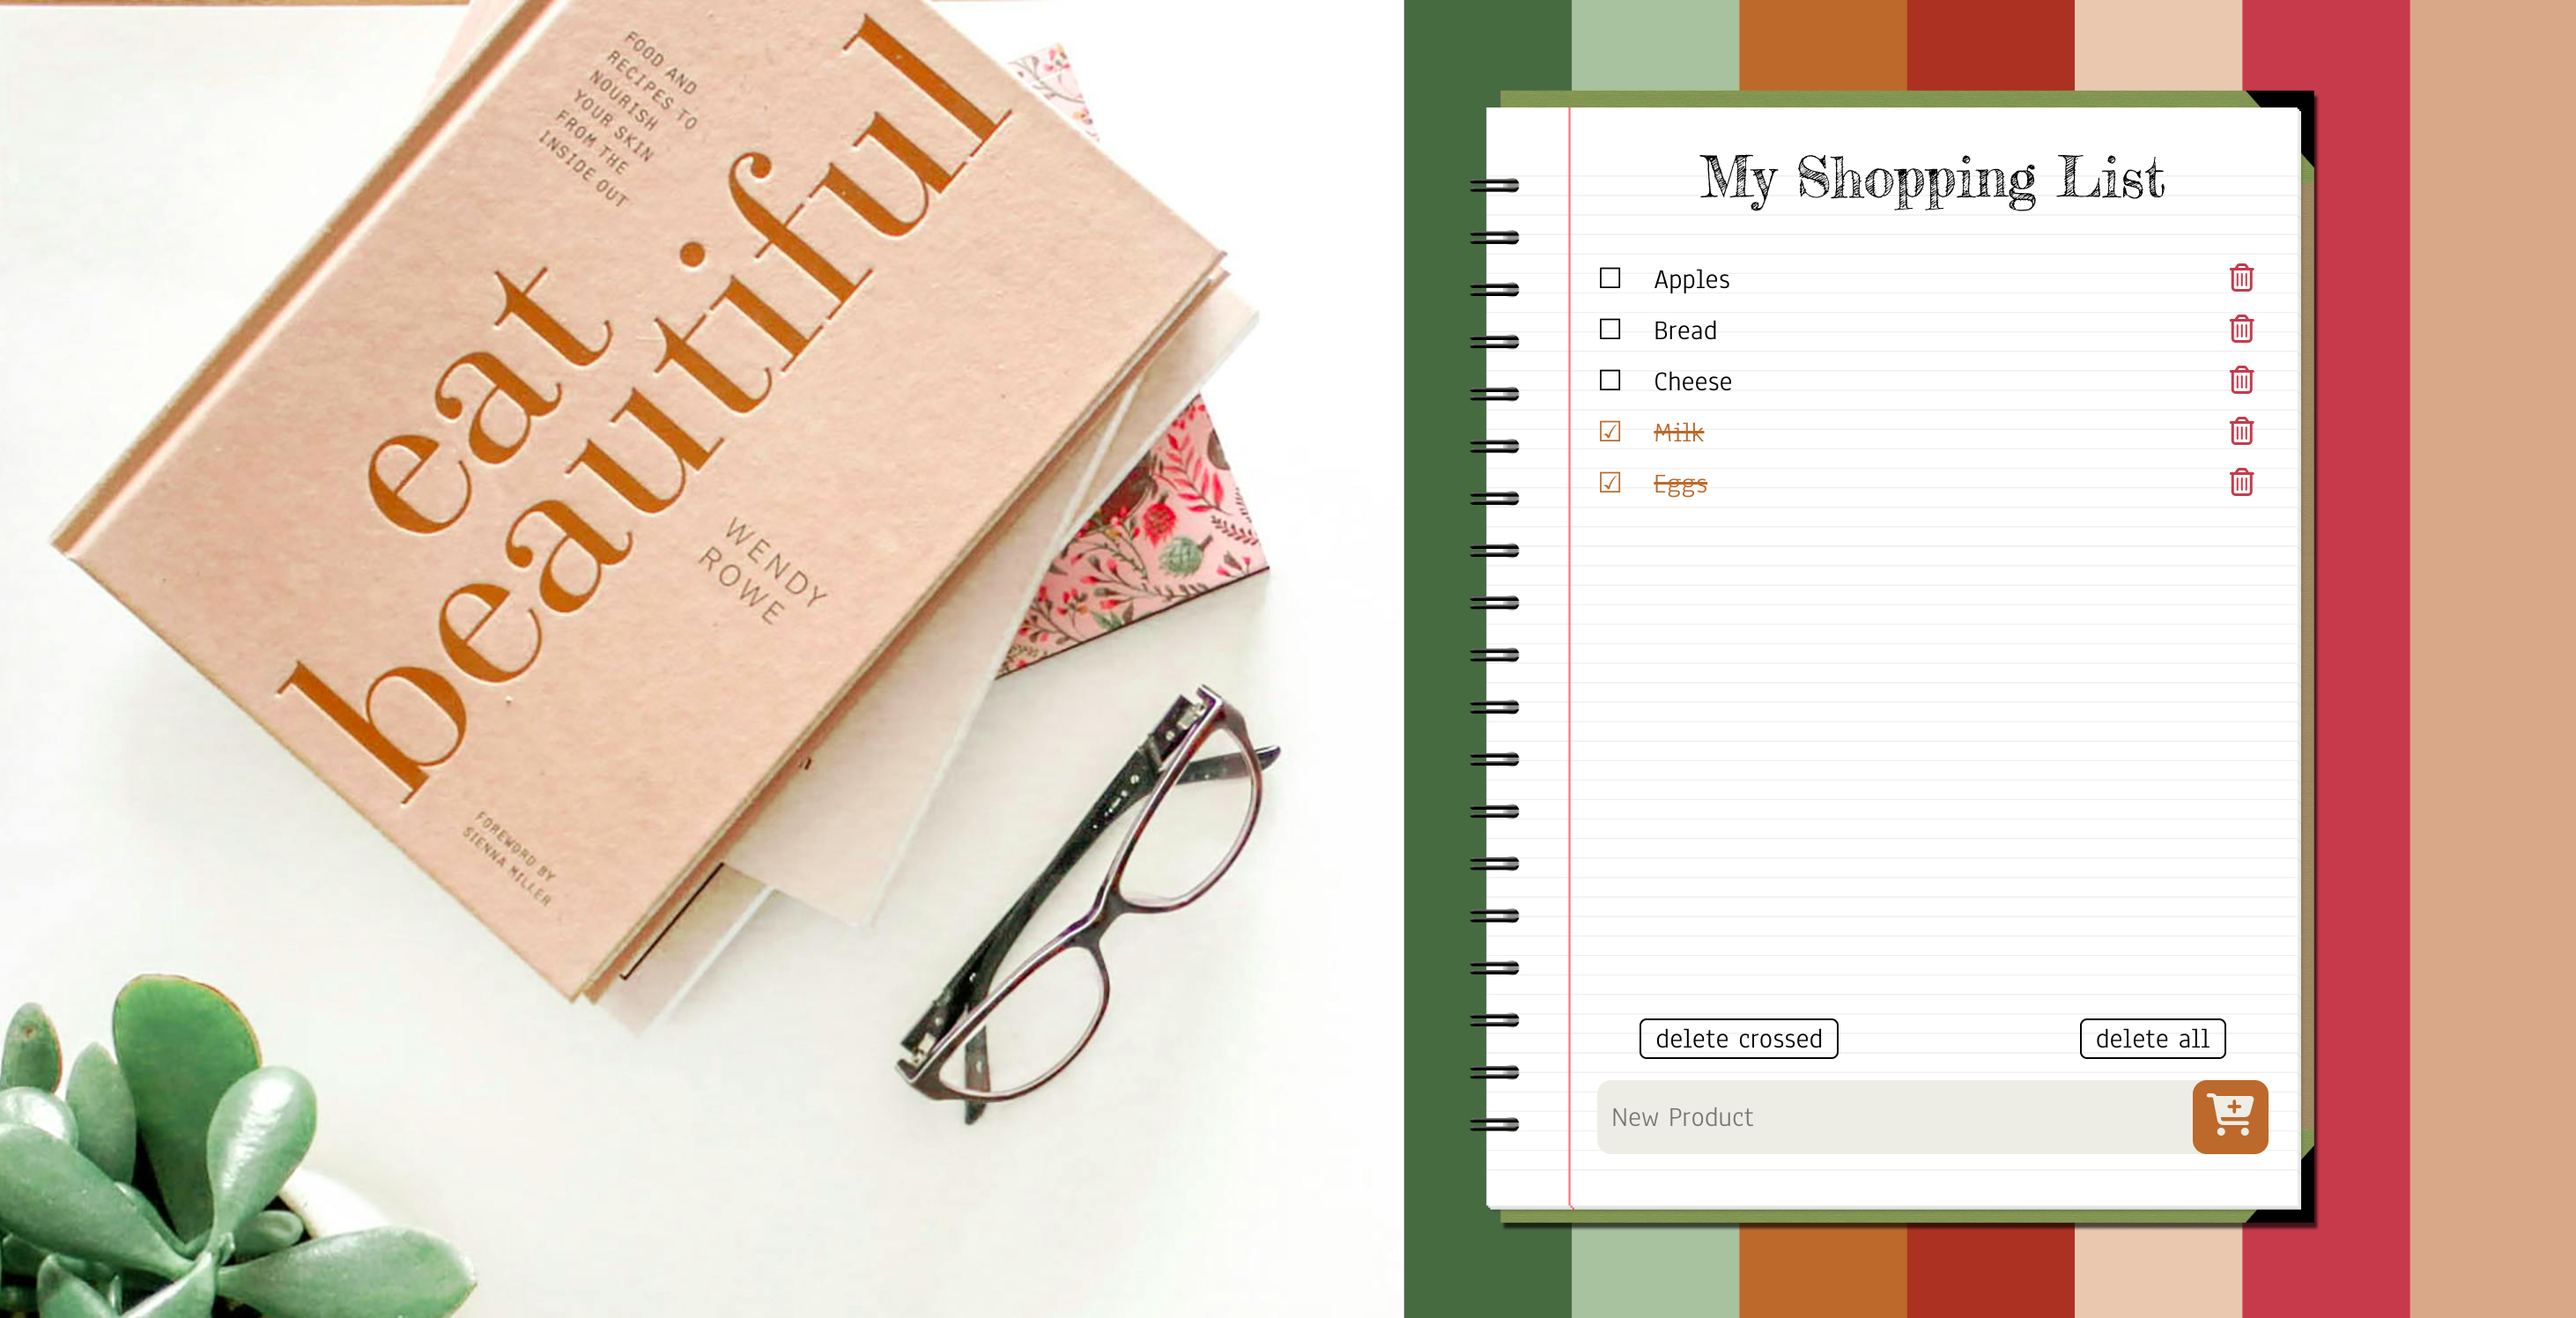 FOOD AND
RECIPES TO
NOURISH
YOUR SKIN
FROM THE
INSIDE OUT
eat
beautiful
WENDY
ROWE
FOREWORD BY
SIENNA MILLER
My Shopping List
Apples
Bread
Cheese
Milk
Eggs
delete crossed
delete all
New Product